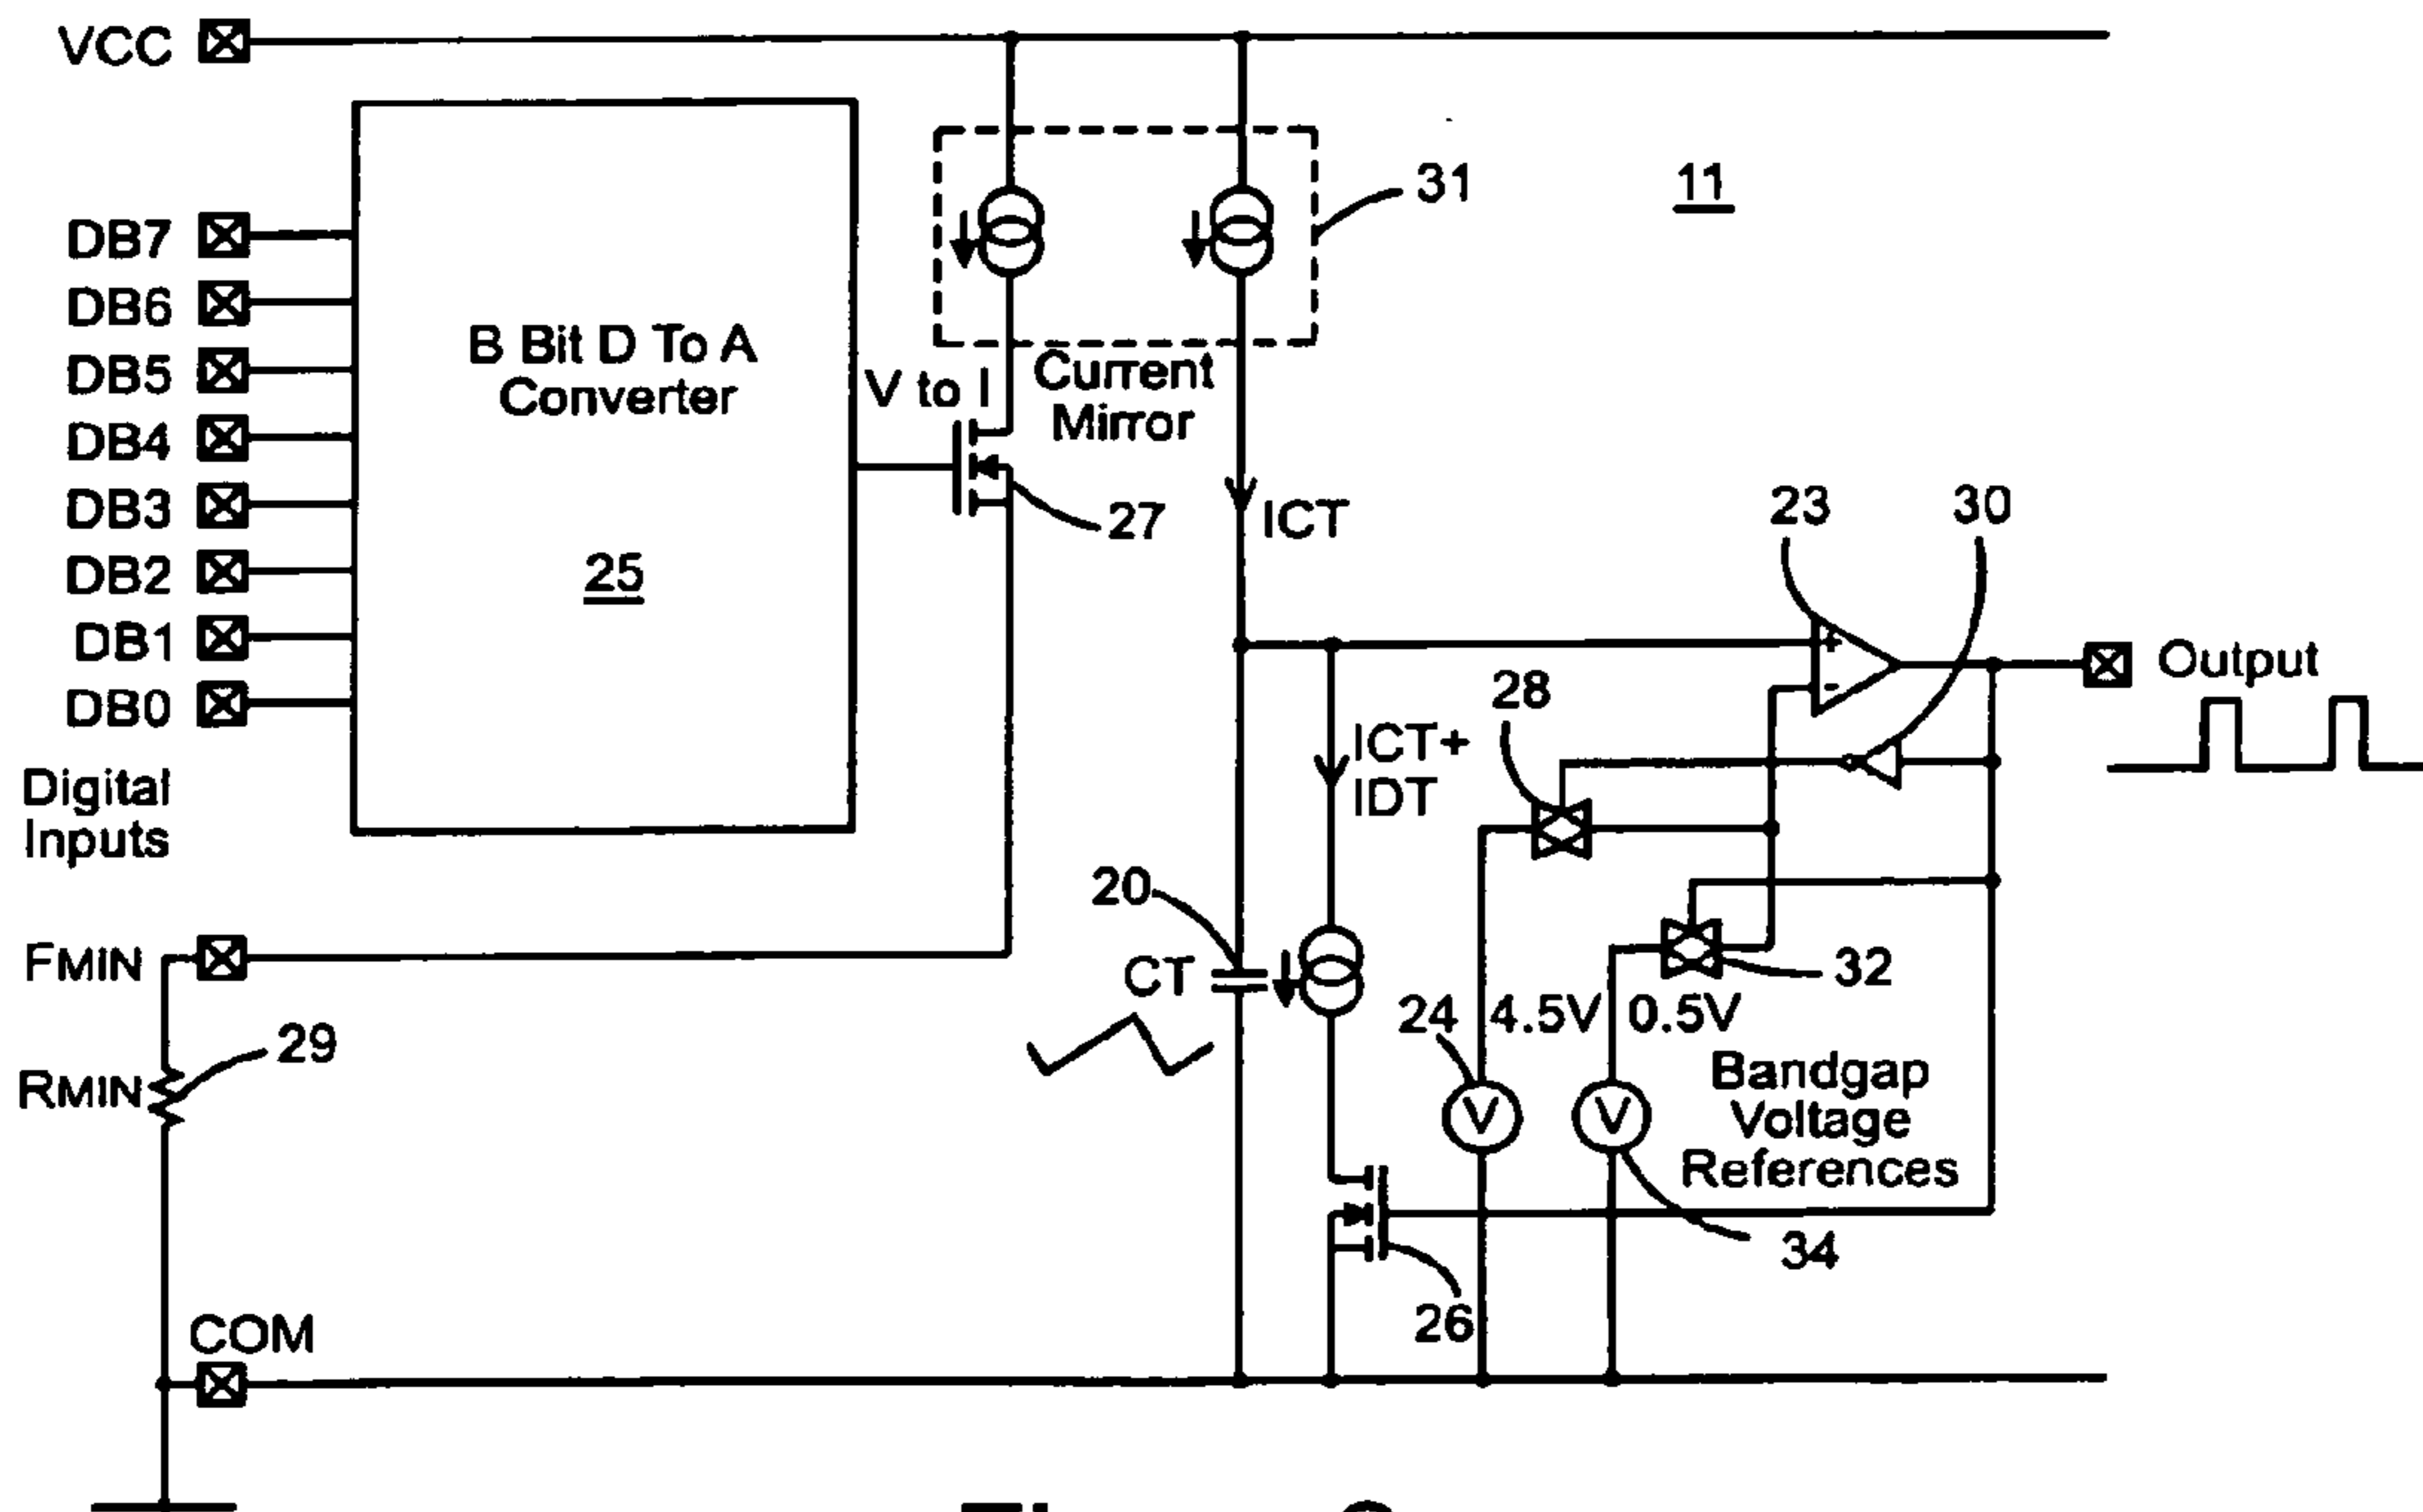 VCC
31
11
DB7
DB6
DB5
DB4
DB3
DB2
DB1
DB0
Digital
Inputs
B Bit D To A
Converter
25
V to I
Current
Mirror
27
ICT
23
30
Output
28
ICT+
IDT
20
CT
32
24
4.5V
0.5V
Bandgap
Voltage
References
34
26
FMIN
29
RMIN
COM
V
V
+
-